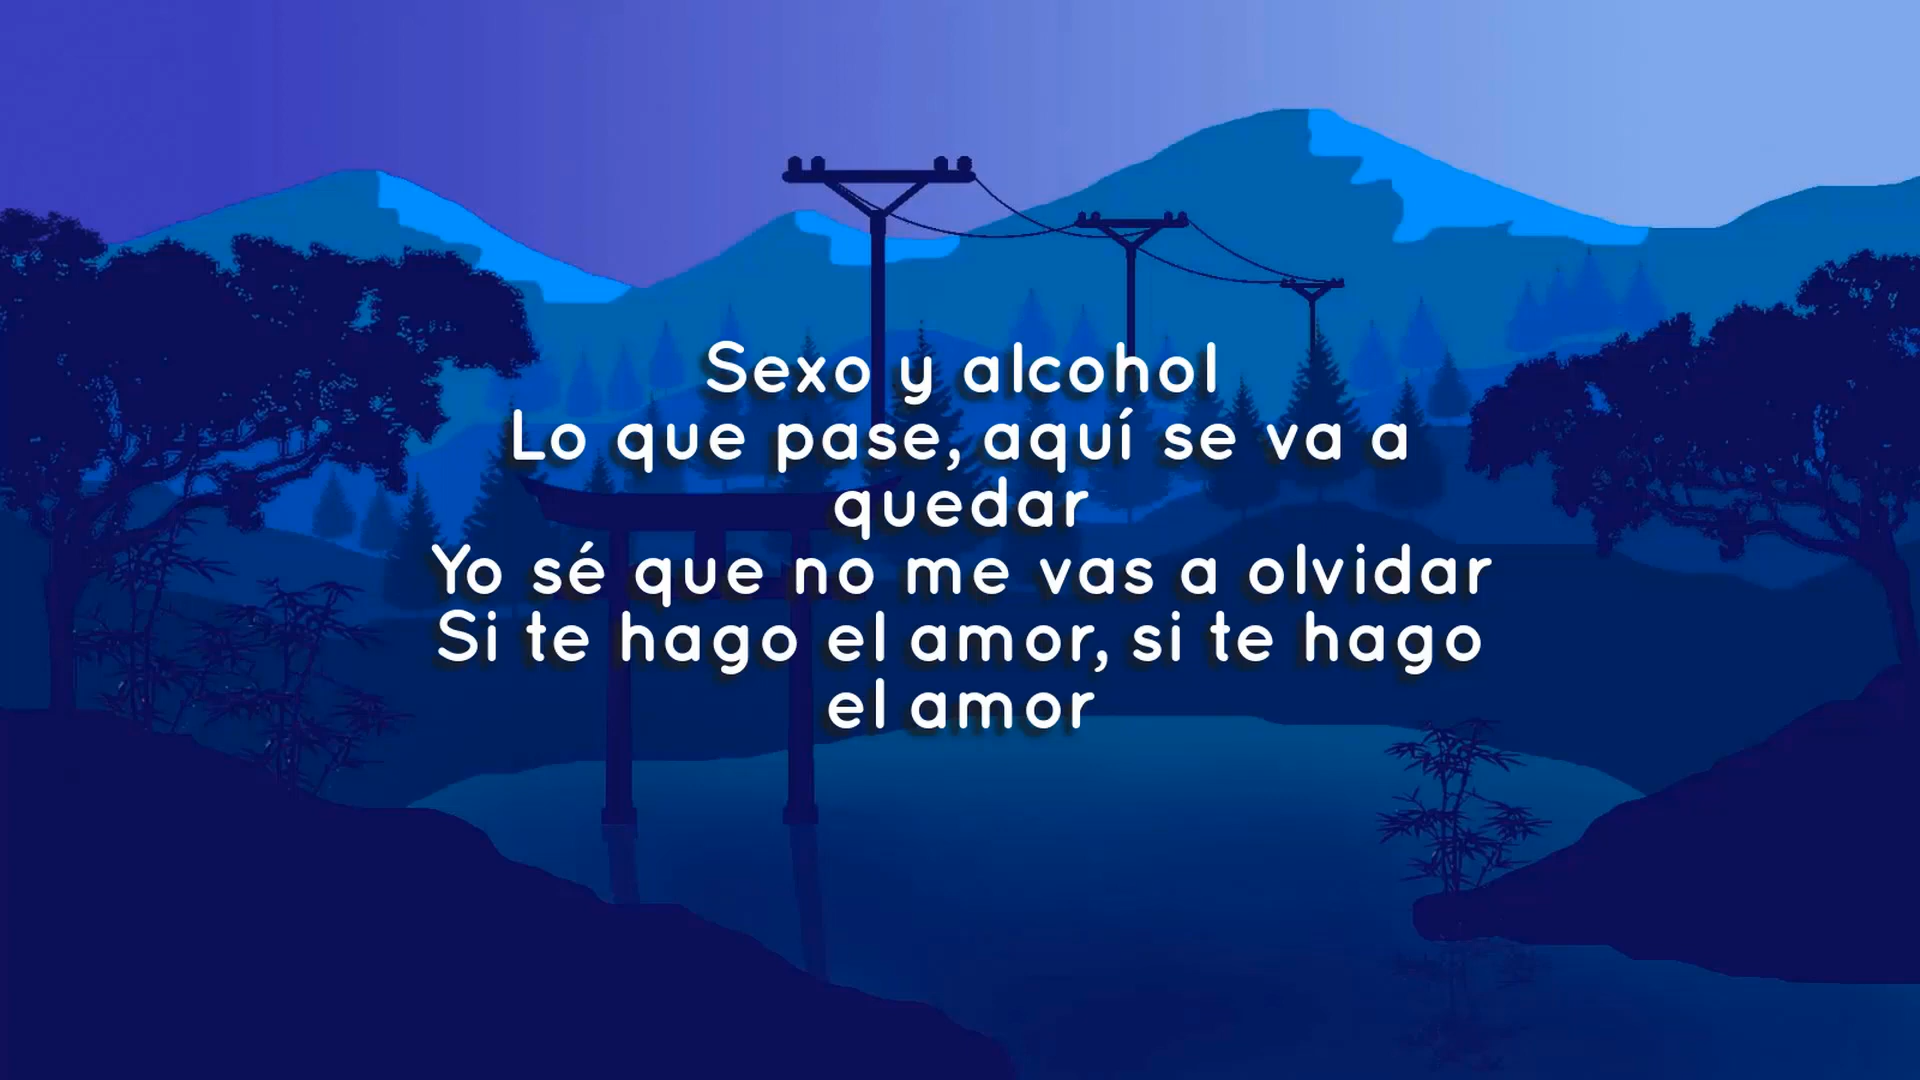 Sexo y alcohol
Lo que pase, aquí se va a
quedar
Yo sé que no me vas a olvidar
Si te hago el amor, si te hago
el amor